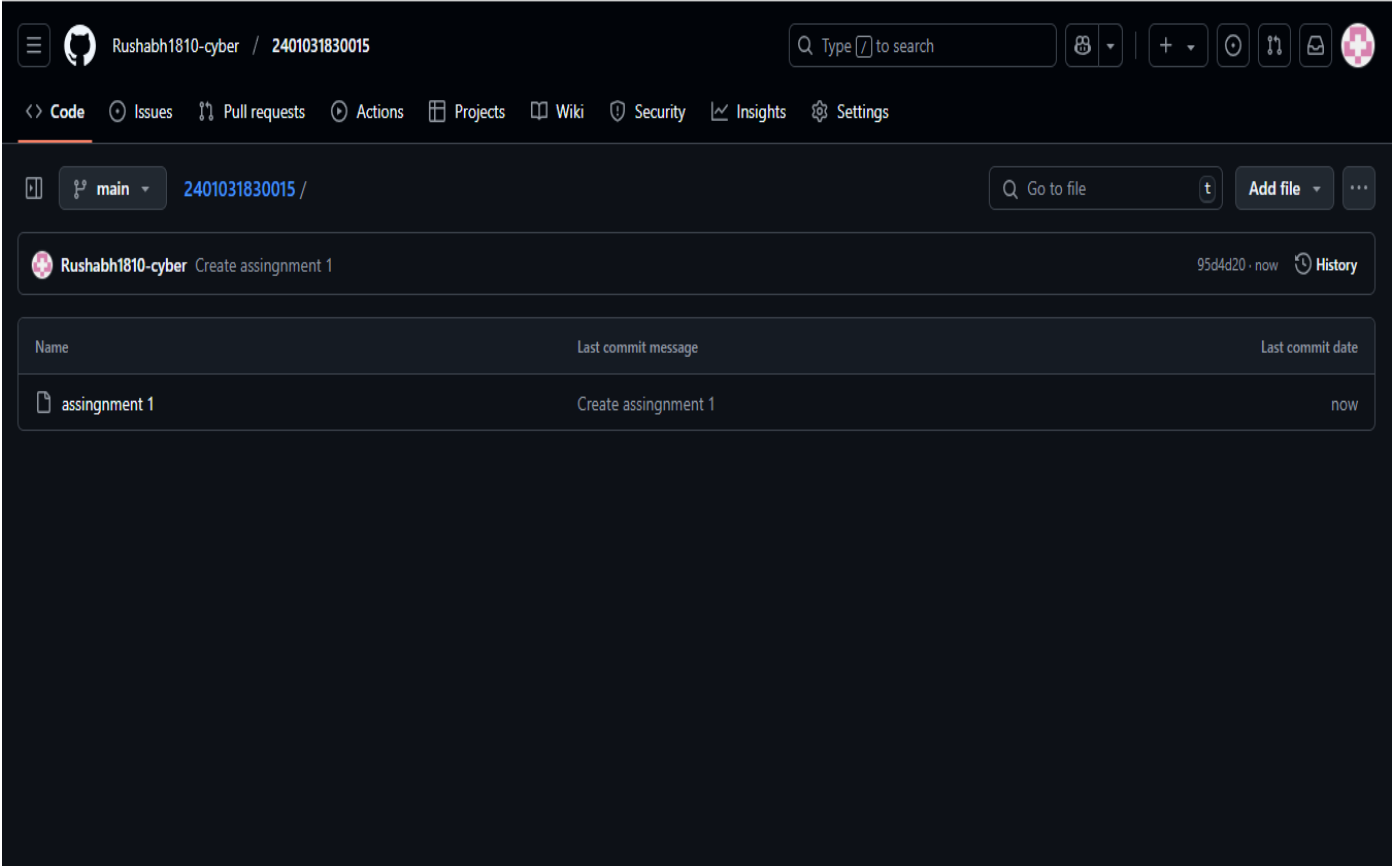 Rushabh1810-cyber / 2401031830015 Type / to search
Code Issues Pull requests Actions Projects Wiki Security Insights Settings
main 2401031830015 / Go to file t Add file
Rushabh1810-cyber Create assingnment 1 95d4d20 · now History
Name Last commit message Last commit date
assingnment 1 Create assingnment 1 now